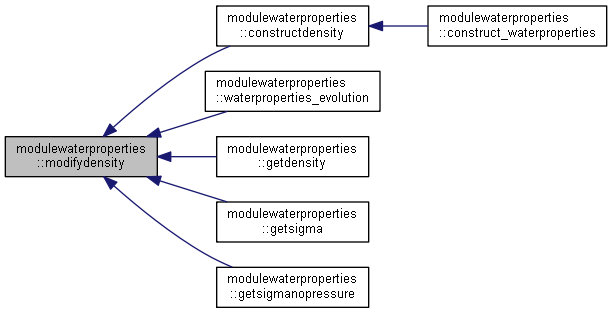 modulewaterproperties
::modifydensity
modulewaterproperties
::constructdensity
modulewaterproperties
::construct_waterproperties
modulewaterproperties
::waterproperties_evolution
modulewaterproperties
::getdensity
modulewaterproperties
::getsigma
modulewaterproperties
::getsigmanopressure